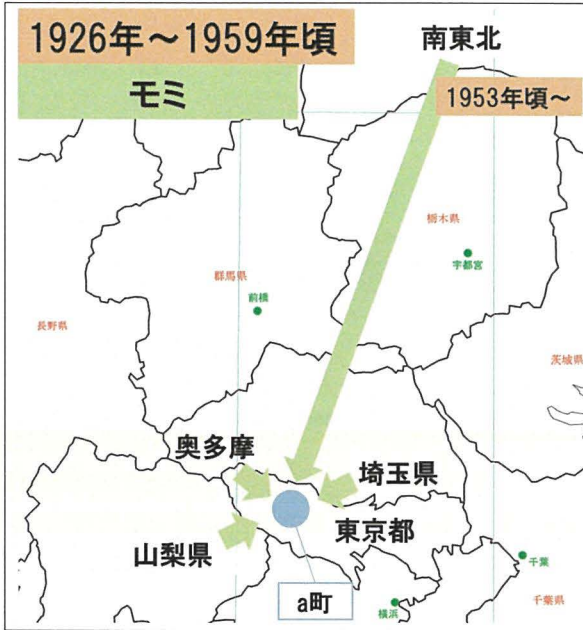 1926年～1959年頃
モミ
南東北
1953年頃～
栃木県
宇都宮
群馬県
前橋
長野県
茨城県
奥多摩
埼玉県
山梨県
東京都
a町
横浜
千葉
千葉県